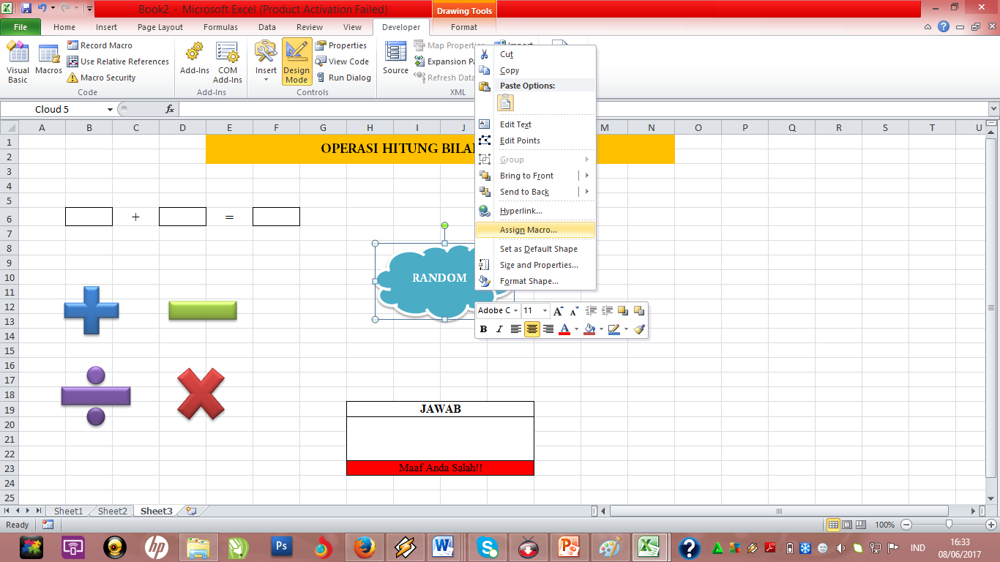 Book2 - Microsoft Excel (Product Activation Failed)
Drawing Tools
File Home Insert Page Layout Formulas Data Review View Developer Format
Visual Basic
Macros
Record Macro
Use Relative References
Macro Security
Code
Add-Ins
COM Add-Ins
Add-Ins
Insert
Design Mode
Properties
View Code
Run Dialog
Controls
Source
Map Properties
Expansion Pa
Refresh Data
Import
XML
Cloud 5
fx
A B C D E F G H I J M N O P Q R S T U
1
2
3
4
5
6
7
8
9
10
11
12
13
14
15
16
17
18
19
20
21
22
23
24
25
OPERASI HITUNG BILA
+ =
RANDOM
JAWAB
Maaf Anda Salah!!
Cut
Copy
Paste Options:
Edit Text
Edit Points
Group
Bring to Front
Send to Back
Hyperlink...
Assign Macro...
Set as Default Shape
Size and Properties...
Format Shape...
Adobe C 11 A A
B I A
Sheet1 Sheet2 Sheet3
Ready
100%
hp Ps W S P X ?
IND
16:33
08/06/2017